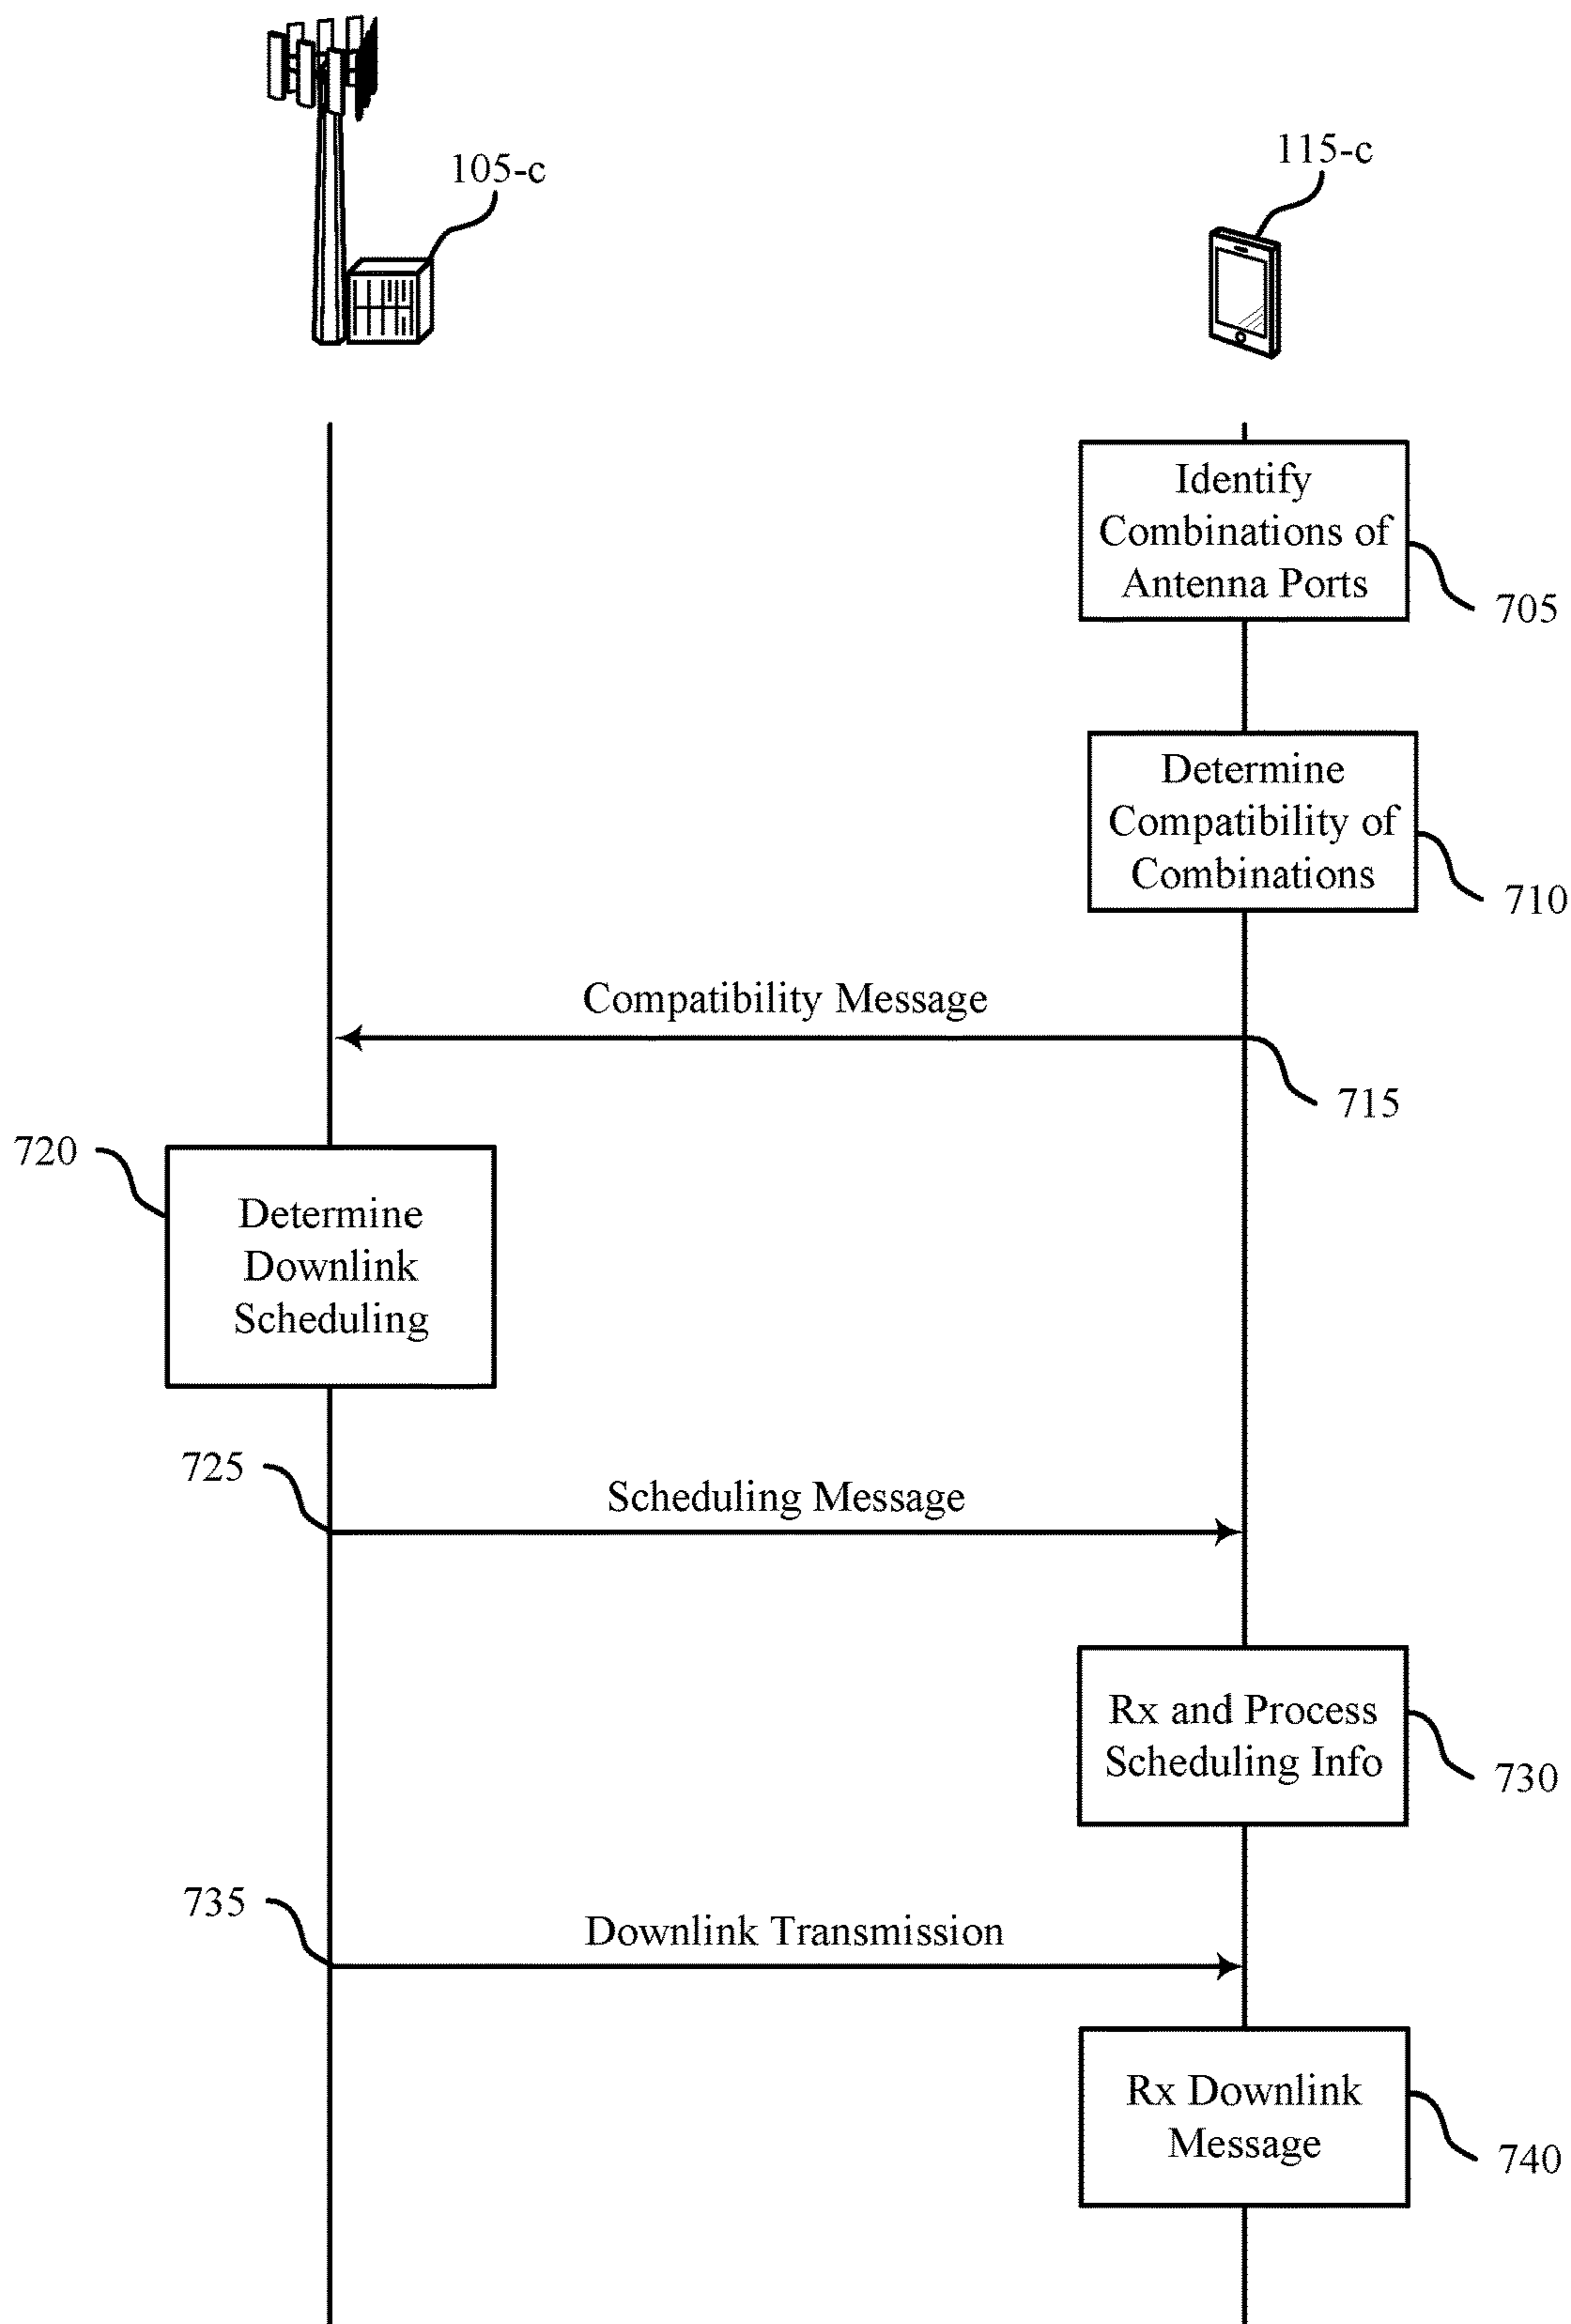 105-c
115-c
Identify
Combinations of
Antenna Ports
705
Determine
Compatibility of
Combinations
710
Compatibility Message
715
720
Determine
Downlink
Scheduling
725
Scheduling Message
Rx and Process
Scheduling Info
730
735
Downlink Transmission
Rx Downlink
Message
740